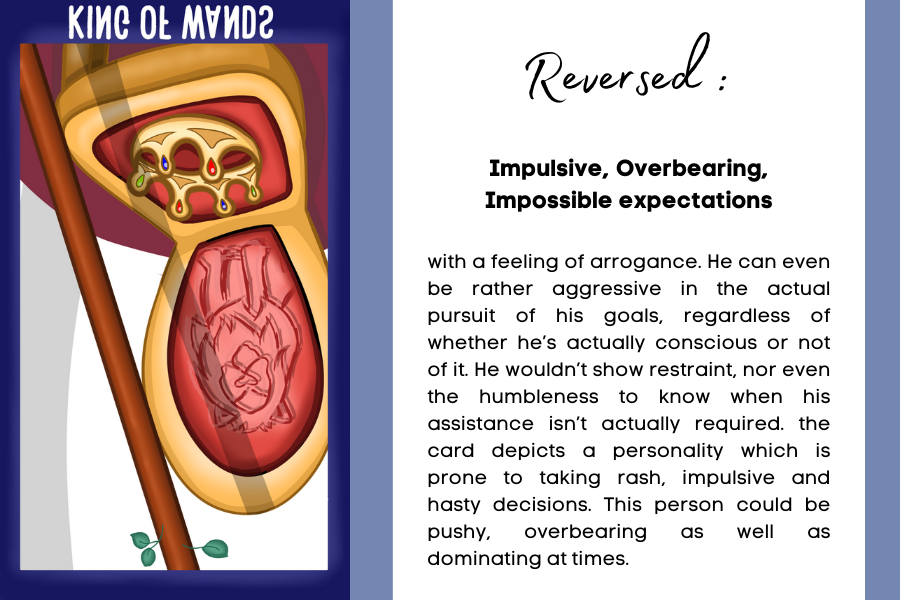 KING OF WANDS
Reversed :
Impulsive, Overbearing,
Impossible expectations
with a feeling of arrogance. He can even
be rather aggressive in the actual
pursuit of his goals, regardless of
whether he's actually conscious or not
of it. He wouldn't show restraint, nor even
the humbleness to know when his
assistance isn't actually required. the
card depicts a personality which is
prone to taking rash, impulsive and
hasty decisions. This person could be
pushy, overbearing as well as
dominating at times.